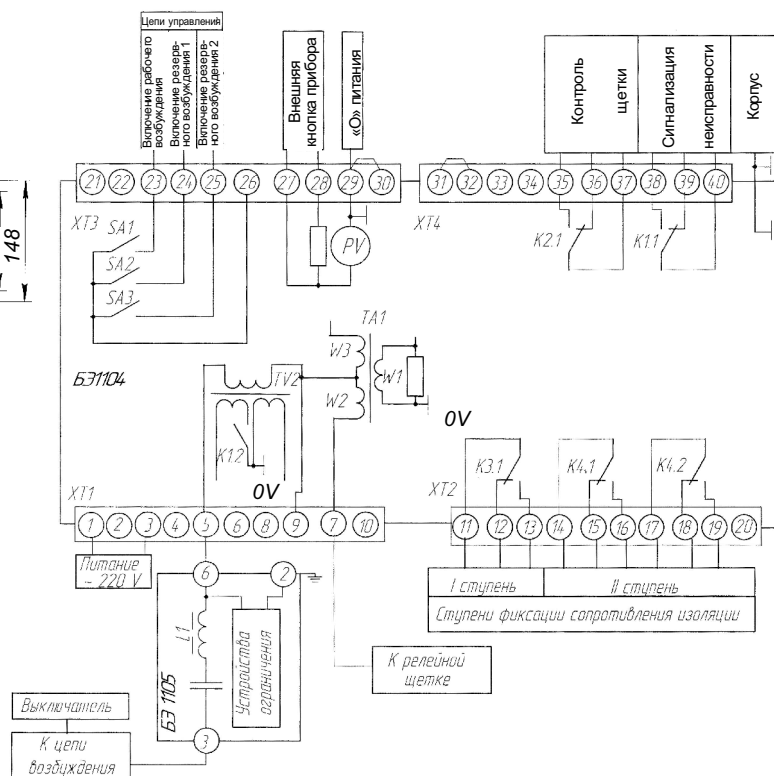 Цепи управления
Включение рабочего
возбуждения
Включение резерв-
ного возбуждения 1
Включение резерв-
ного возбуждения 2
Внешняя
кнопка прибора
«О» питания
Контроль
щетки
Сигнализация
неисправности
Корпус
21 22 23 24 25 26 27 28 29 30
31 32 33 34 35 36 37 38 39 40
XT3
XT4
148
SA1
SA2
SA3
PV
K2.1
K1.1
TA1
W3
W1
W2
БЭ1104
TV2
K1.2
0V
0V
K3.1
K4.1
K4.2
XT1
XT2
1 2 3 4 5 6 8 9 7 10
11 12 13 14 15 16 17 18 19 20
Питание
~ 220 V
I ступень
II ступень
Ступени фиксации сопротивления изоляции
6
2
L1
Устройства
ограничения
БЭ 1105
3
К релейной
щетке
Выключатель
К цепи
возбуждения